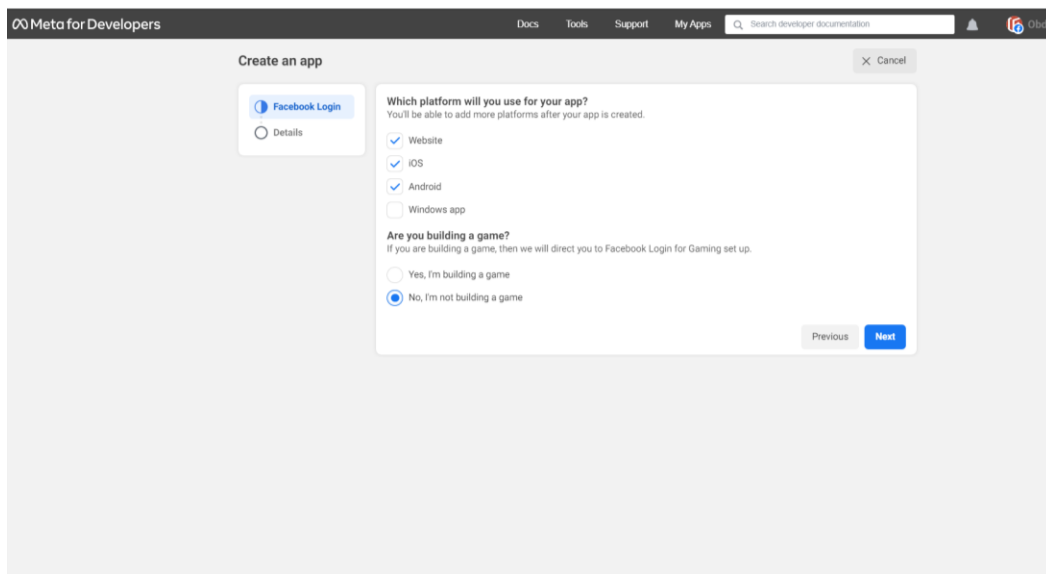 Meta for Developers
Docs
Tools
Support
My Apps
Search developer documentation
Create an app
Cancel
Facebook Login
Details
Which platform will you use for your app?
You'll be able to add more platforms after your app is created.
Website
iOS
Android
Windows app
Are you building a game?
If you are building a game, then we will direct you to Facebook Login for Gaming set up.
Yes, I'm building a game
No, I'm not building a game
Previous
Next